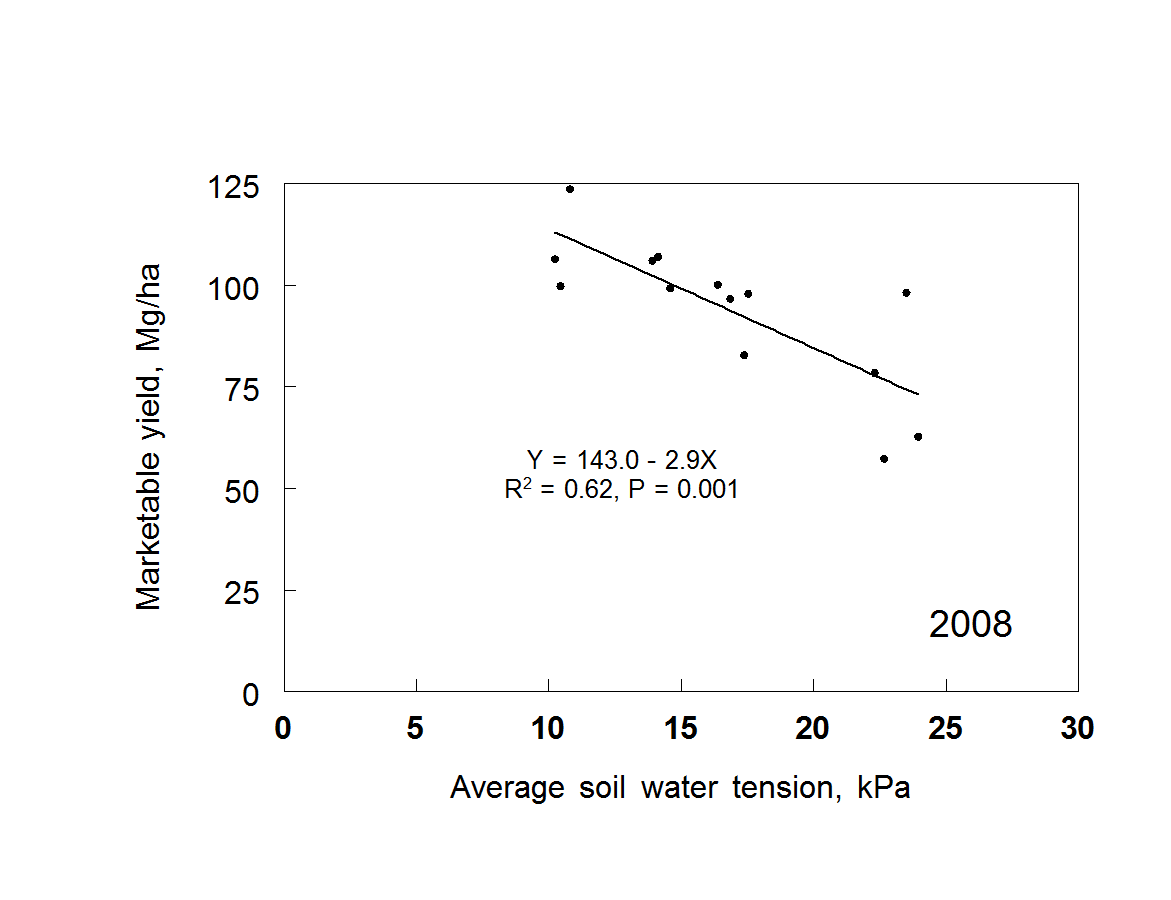 125
100
75
50
25
0
Marketable yield, Mg/ha
Y = 143.0 - 2.9X
R² = 0.62, P = 0.001
2008
0 5 10 15 20 25 30
Average soil water tension, kPa